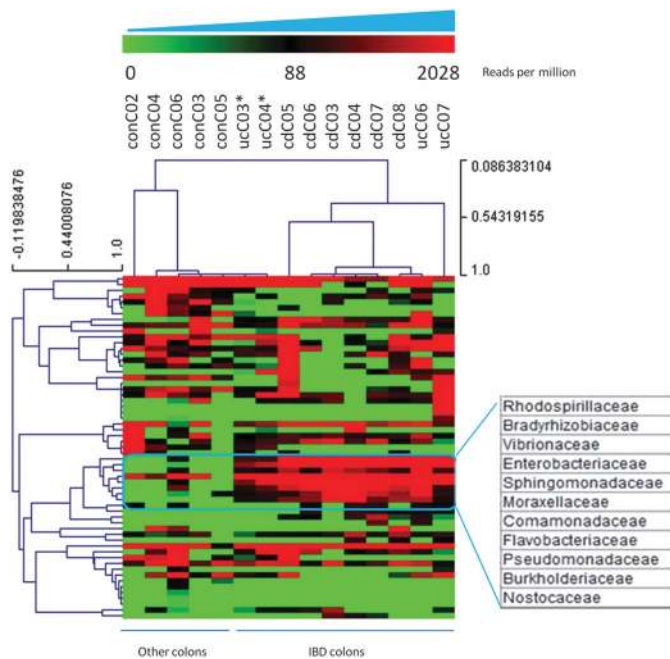 0 88 2028 Reads per million
conC02 conC04 conC06 conC03 conC05 ucC03* ucC04* cdC05 cdC06 cdC03 cdC04 cdC07 cdC08 ucC06 ucC07
0.086383104
0.54319155
1.0
-0.119838476 0.44008076 1.0
Rhodospirillaceae
Bradyrhizobiaceae
Vibrionaceae
Enterobacteriaceae
Sphingomonadaceae
Moraxellaceae
Comamonadaceae
Flavobacteriaceae
Pseudomonadaceae
Burkholderiaceae
Nostocaceae
Other colons IBD colons